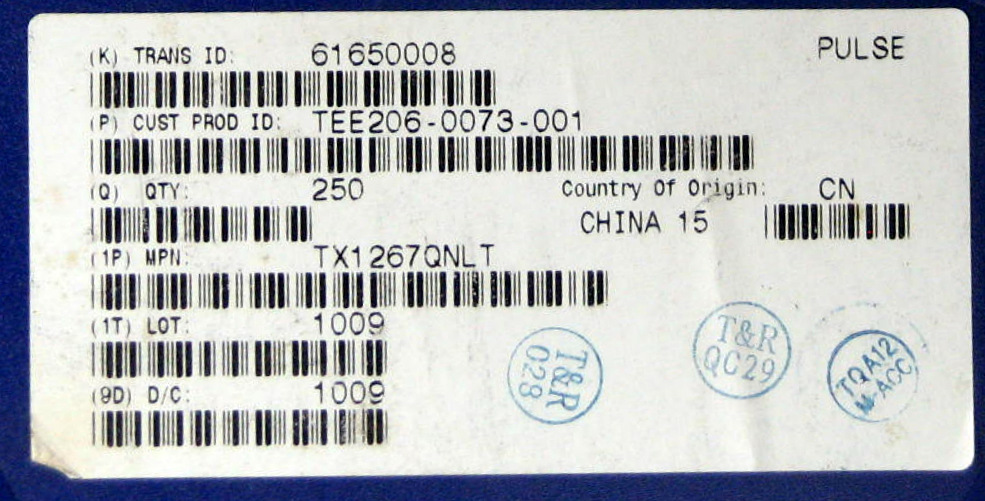 (K) TRANS ID: 61650008 PULSE
(P) CUST PROD ID: TEE206-0073-001
(Q) QTY: 250 Country Of Origin: CN
CHINA 15
(1P) MPN: TX1267QNLT
(1T) LOT: 1009
(9D) D/C: 1009
T&R
028
T&R
QC29
TQA12
M-ACC